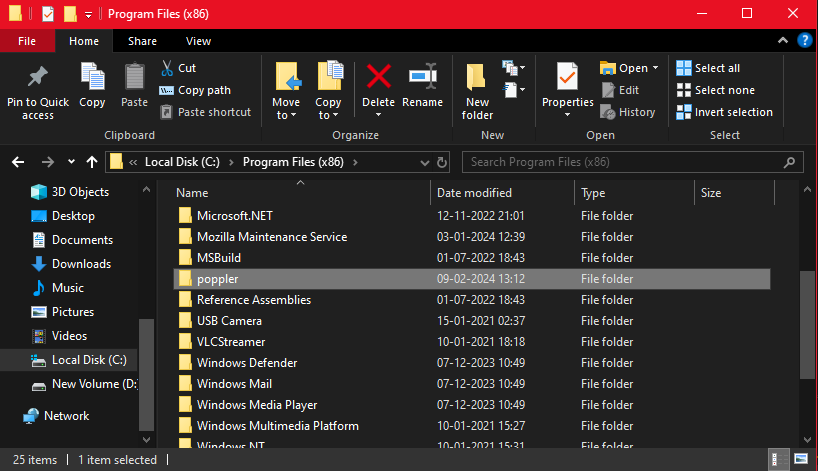 Program Files (x86)
File Home Share View
Pin to Quick access
Copy
Paste
Cut
Copy path
Paste shortcut
Clipboard
Move to
Copy to
Delete
Rename
Organize
New folder
New
Properties
Open
Edit
History
Open
Select all
Select none
Invert selection
Select
« Local Disk (C:) › Program Files (x86) ›
Search Program Files (x86)
Name Date modified Type Size
3D Objects
Desktop
Documents
Downloads
Music
Pictures
Videos
Local Disk (C:)
New Volume (D:
Network
Microsoft.NET 12-11-2022 21:01 File folder
Mozilla Maintenance Service 03-01-2024 12:39 File folder
MSBuild 01-07-2022 18:43 File folder
poppler 09-02-2024 13:12 File folder
Reference Assemblies 01-07-2022 18:43 File folder
USB Camera 15-01-2021 02:37 File folder
VLCStreamer 10-01-2021 18:18 File folder
Windows Defender 07-12-2023 10:49 File folder
Windows Mail 07-12-2023 10:49 File folder
Windows Media Player 07-12-2023 10:49 File folder
Windows Multimedia Platform 10-01-2021 15:27 File folder
Windows NT 10-01-2021 15:31 File folder
25 items
1 item selected